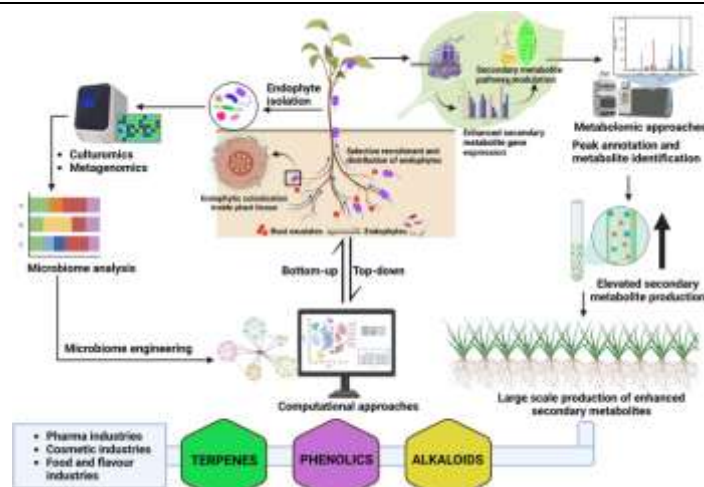 Endophyte
isolation
Secondary metabolite
pathway modulation
Enhanced secondary
metabolite gene
expression
Metabolomic approaches
Peak annotation and
metabolite identification
• Culturomics
• Metagenomics
Selective recruitment and
distribution of endophytes
Endophytic colonization
inside plant tissue
Root exudates
Endophytes
Microbiome analysis
Bottom-up
Top-down
Elevated secondary
metabolite production
Microbiome engineering
Computational approaches
Large scale production of enhanced
secondary metabolites
• Pharma industries
• Cosmetic industries
• Food and flavour
industries
TERPENES
PHENOLICS
ALKALOIDS